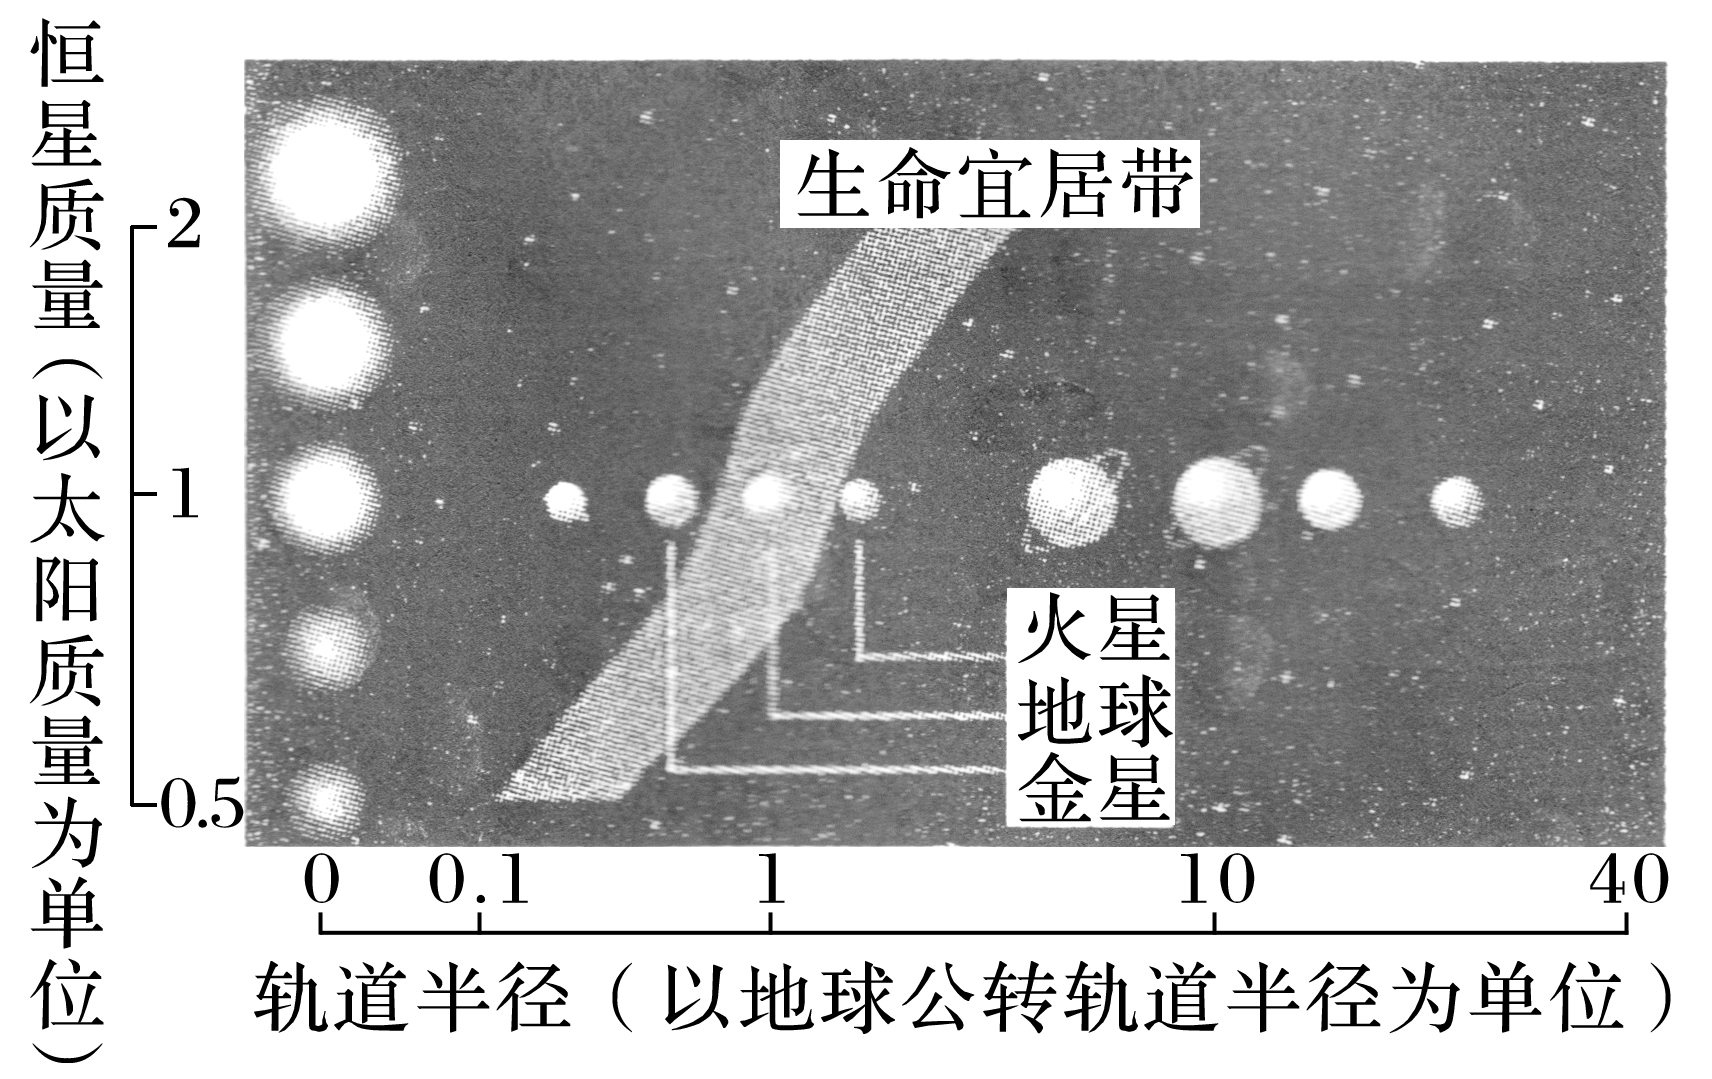 恒星质量(以太阳质量为单位)
2
1
0.5
生命宜居带
火星
地球
金星
0 0.1 1 10 40
轨道半径(以地球公转轨道半径为单位)